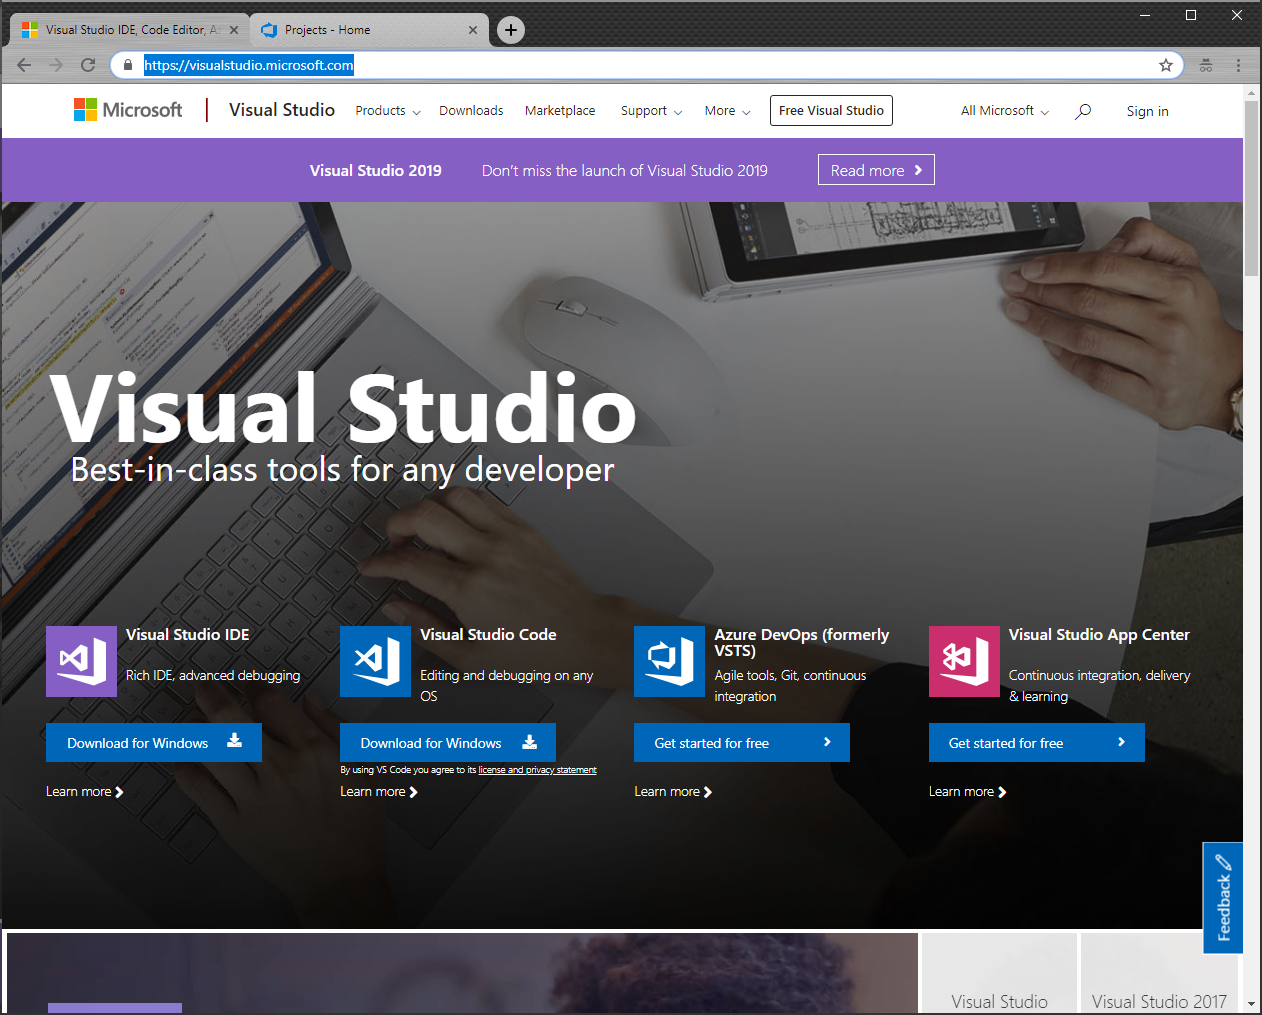 Visual Studio IDE, Code Editor, A
Projects - Home
https://visualstudio.microsoft.com
Microsoft
Visual Studio
Products
Downloads
Marketplace
Support
More
Free Visual Studio
All Microsoft
Sign in
Visual Studio 2019
Don't miss the launch of Visual Studio 2019
Read more
Visual Studio
Best-in-class tools for any developer
Visual Studio IDE
Rich IDE, advanced debugging
Download for Windows
Learn more
Visual Studio Code
Editing and debugging on any
OS
Download for Windows
By using VS Code you agree to its license and privacy statement
Learn more
Azure DevOps (formerly
VSTS)
Agile tools, Git, continuous
integration
Get started for free
Learn more
Visual Studio App Center
Continuous integration, delivery
& learning
Get started for free
Learn more
Feedback
Visual Studio
Visual Studio 2017